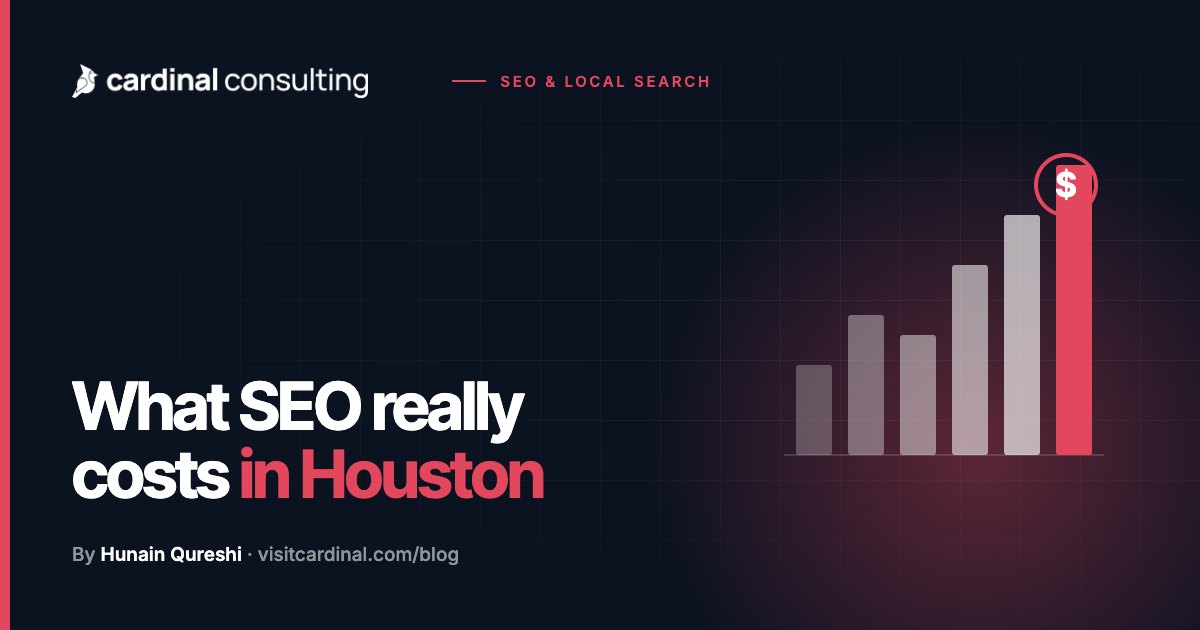 cardinal consulting
SEO & LOCAL SEARCH
$
What SEO really
costs in Houston
By Hunain Qureshi · visitcardinal.com/blog